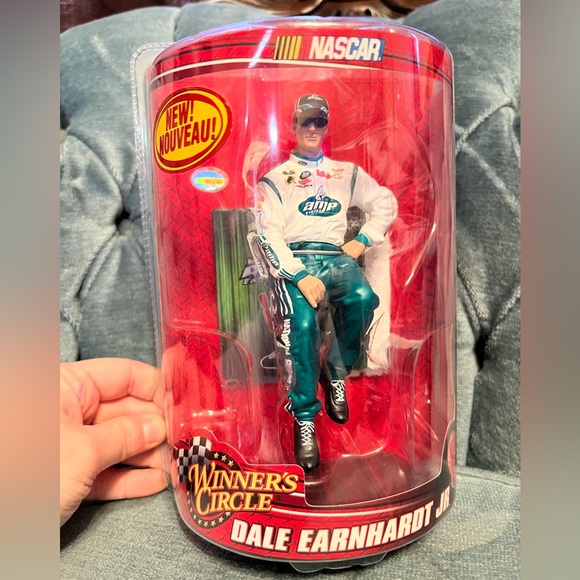 NASCAR
NEW!
NOUVEAU!
amp
WINNER'S
CIRCLE
DALE EARNHARDT JR